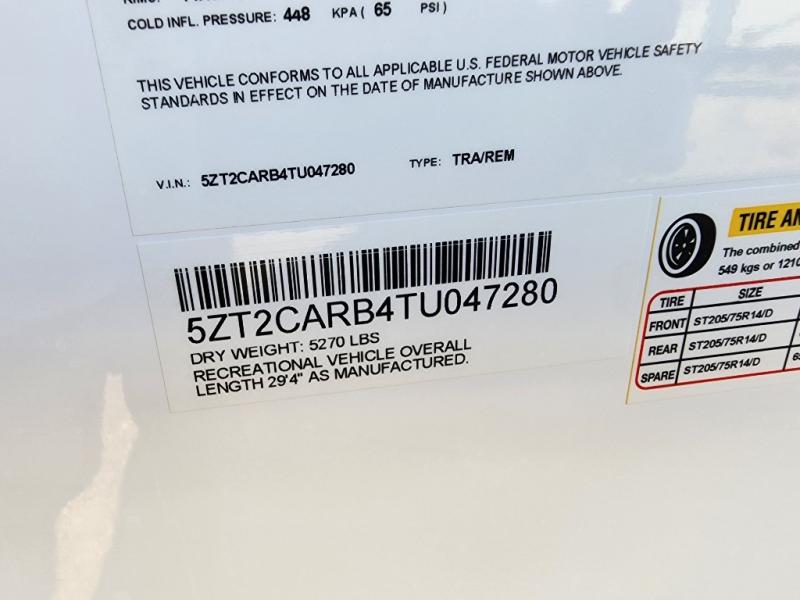 COLD INFL. PRESSURE: 448 KPA ( 65 PSI )
THIS VEHICLE CONFORMS TO ALL APPLICABLE U.S. FEDERAL MOTOR VEHICLE SAFETY
STANDARDS IN EFFECT ON THE DATE OF MANUFACTURE SHOWN ABOVE.
V.I.N.: 5ZT2CARB4TU047280 TYPE: TRA/REM
5ZT2CARB4TU047280
DRY WEIGHT: 5270 LBS
RECREATIONAL VEHICLE OVERALL
LENGTH 29'4" AS MANUFACTURED.
TIRE
The combined
549 kgs or 1210
TIRE SIZE
FRONT ST205/75R14/D
REAR ST205/75R14/D
SPARE ST205/75R14/D